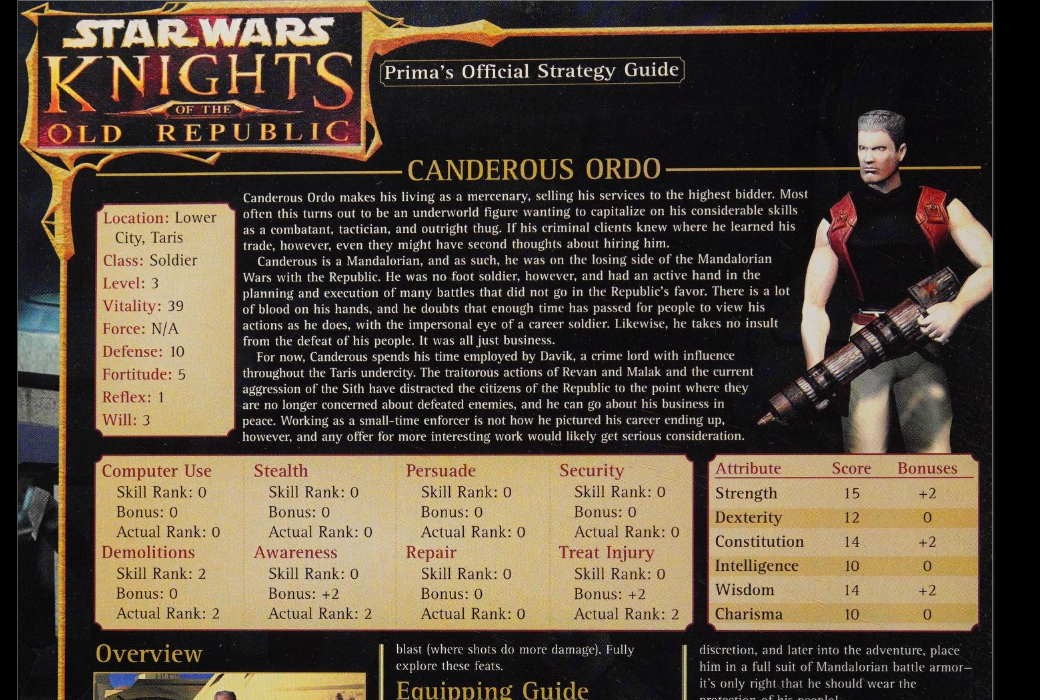 STAR WARS
KNIGHTS
OF THE
OLD REPUBLIC
Prima's Official Strategy Guide
CANDEROUS ORDO
Location: Lower
City, Taris
Class: Soldier
Level: 3
Vitality: 39
Force: N/A
Defense: 10
Fortitude: 5
Reflex: 1
Will: 3
Canderous Ordo makes his living as a mercenary, selling his services to the highest bidder. Most
often this turns out to be an underworld figure wanting to capitalize on his considerable skills
as a combatant, tactician, and outright thug. If his criminal clients knew where he learned his
trade, however, even they might have second thoughts about hiring him.
Canderous is a Mandalorian, and as such, he was on the losing side of the Mandalorian
Wars with the Republic. He was no foot soldier, however, and had an active hand in the
planning and execution of many battles that did not go in the Republic's favor. There is a lot
of blood on his hands, and he doubts that enough time has passed for people to view his
actions as he does, with the impersonal eye of a career soldier. Likewise, he takes no insult
from the defeat of his people. It was all just business.
For now, Canderous spends his time employed by Davik, a crime lord with influence
throughout the Taris undercity. The traitorous actions of Revan and Malak and the current
aggression of the Sith have distracted the citizens of the Republic to the point where they
are no longer concerned about defeated enemies, and he can go about his business in
peace. Working as a small-time enforcer is not how he pictured his career ending up,
however, and any offer for more interesting work would likely get serious consideration.
Computer Use
Skill Rank: 0
Bonus: 0
Actual Rank: 0
Stealth
Skill Rank: 0
Bonus: 0
Actual Rank: 0
Persuade
Skill Rank: 0
Bonus: 0
Actual Rank: 0
Security
Skill Rank: 0
Bonus: 0
Actual Rank: 0
Demolitions
Skill Rank: 2
Bonus: 0
Actual Rank: 2
Awareness
Skill Rank: 0
Bonus: +2
Actual Rank: 2
Repair
Skill Rank: 0
Bonus: 0
Actual Rank: 0
Treat Injury
Skill Rank: 0
Bonus: +2
Actual Rank: 2
Attribute Score Bonuses
Strength 15 +2
Dexterity 12 0
Constitution 14 +2
Intelligence 10 0
Wisdom 14 +2
Charisma 10 0
Overview
blast (where shots do more damage). Fully
explore these feats.
Equipping Guide
discretion, and later into the adventure, place
him in a full suit of Mandalorian battle armor—
it's only right that he should wear the
protection of his people!